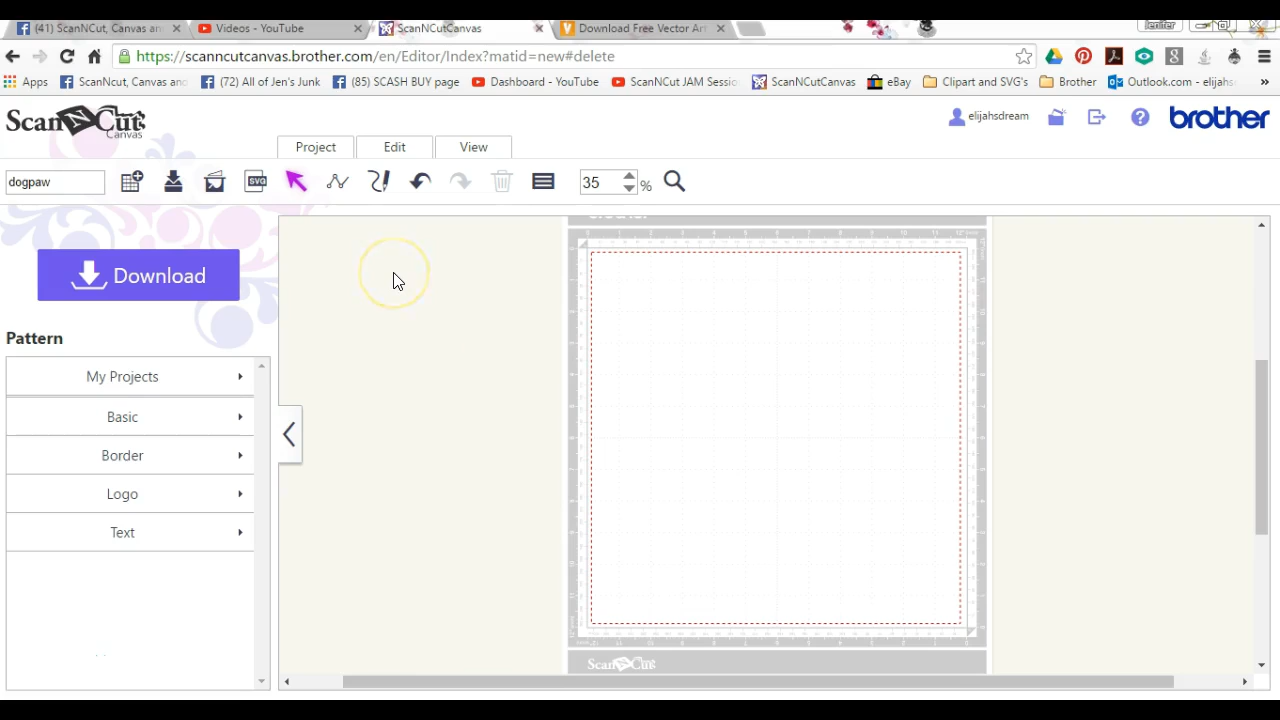 (41) ScanNCut, Canvas an
Videos - YouTube
ScanNCutCanvas
Download Free Vector Art
Jenifer
https://scanncutcanvas.brother.com/en/Editor/Index?matid=new#delete
Apps
ScanNCut, Canvas and
(72) All of Jen's Junk
(85) SCASH BUY page
Dashboard - YouTube
ScanNCut JAM Sessio
ScanNCutCanvas
eBay
Clipart and SVG's
Brother
Outlook.com - elijahs
»
ScanNCut
Canvas
elijahsdream
brother
Project
Edit
View
dogpaw
SVG
35
%
Download
Pattern
My Projects
Basic
Border
Logo
Text
ScanNCut